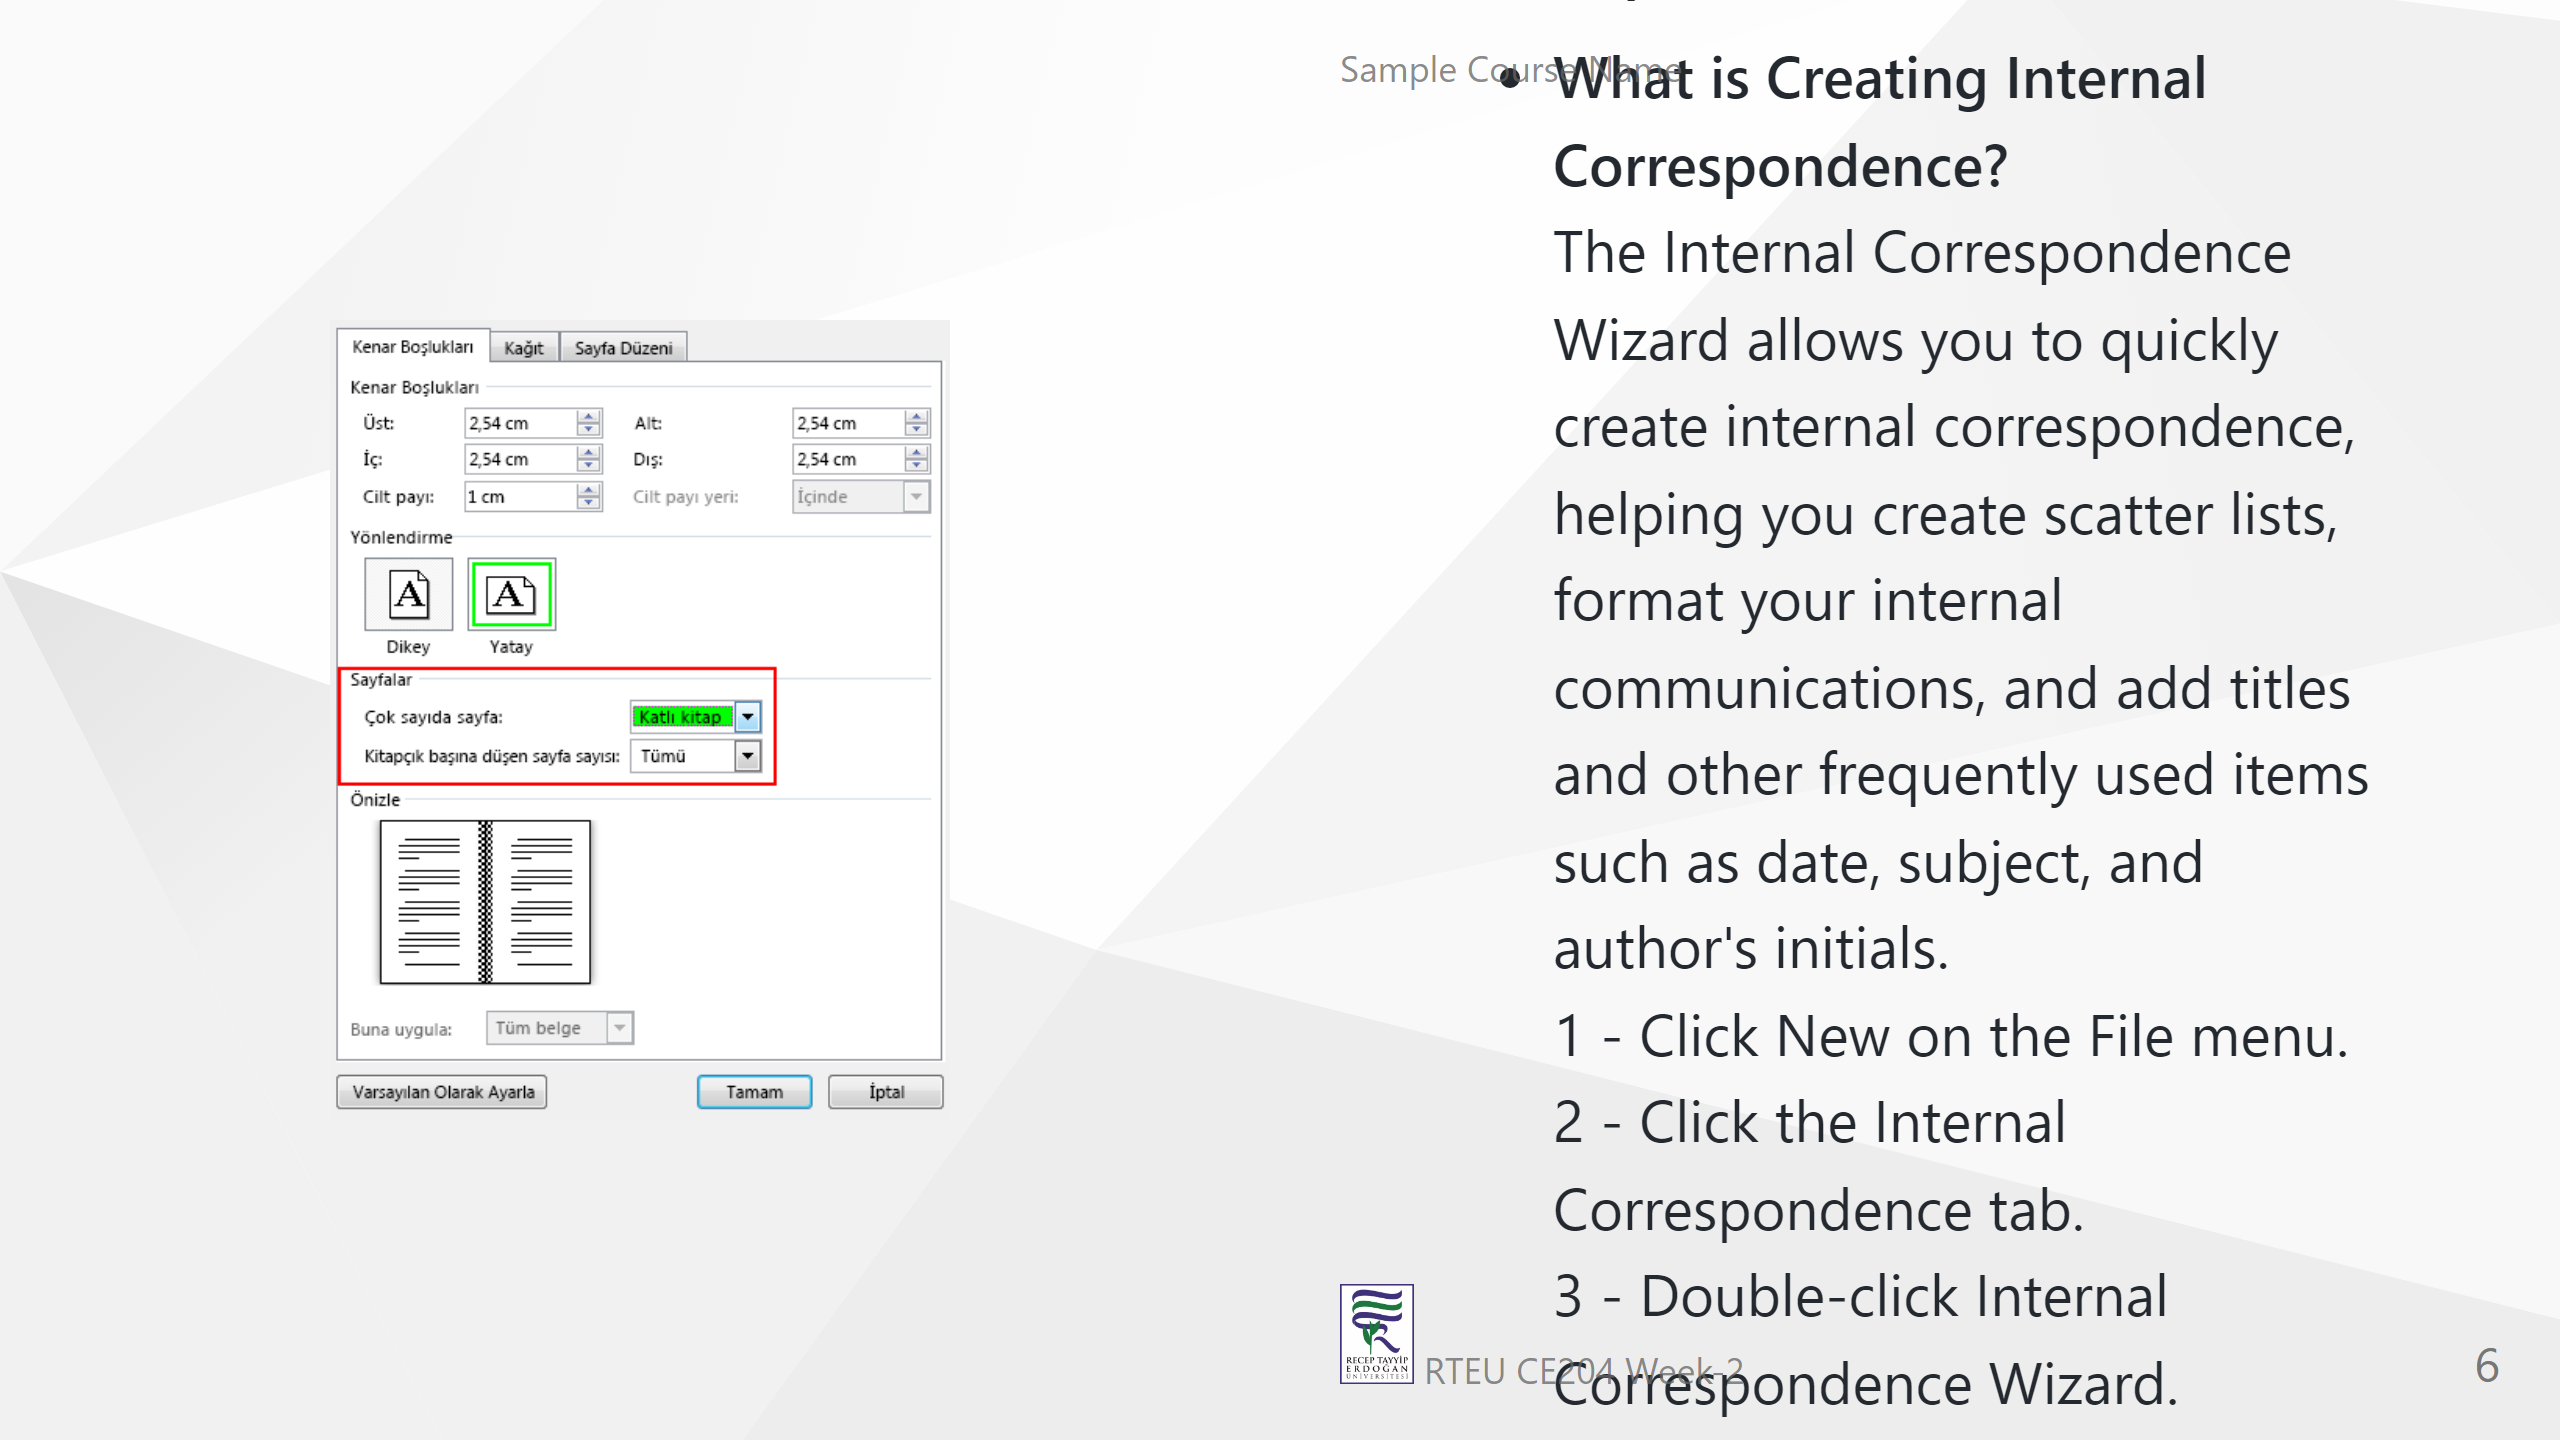 Kenar Boşlukları
Kağıt
Sayfa Düzeni
Kenar Boşlukları
Üst:
2,54 cm
Alt:
2,54 cm
İç:
2,54 cm
Dış:
2,54 cm
Cilt payı:
1 cm
Cilt payı yeri:
İçinde
Yönlendirme
A
A
Dikey
Yatay
Sayfalar
Çok sayıda sayfa:
Katlı kitap
Kitapçık başına düşen sayfa sayısı:
Tümü
Önizle
Buna uygula:
Tüm belge
Varsayılan Olarak Ayarla
Tamam
İptal
Sample Course Name
• What is Creating Internal
Correspondence?
The Internal Correspondence
Wizard allows you to quickly
create internal correspondence,
helping you create scatter lists,
format your internal
communications, and add titles
and other frequently used items
such as date, subject, and
author's initials.
1 - Click New on the File menu.
2 - Click the Internal
Correspondence tab.
3 - Double-click Internal
Correspondence Wizard.
RECEP TAYYİP
ERDOĞAN
ÜNİVERSİTESİ
RTEU CE204 Week-2
6